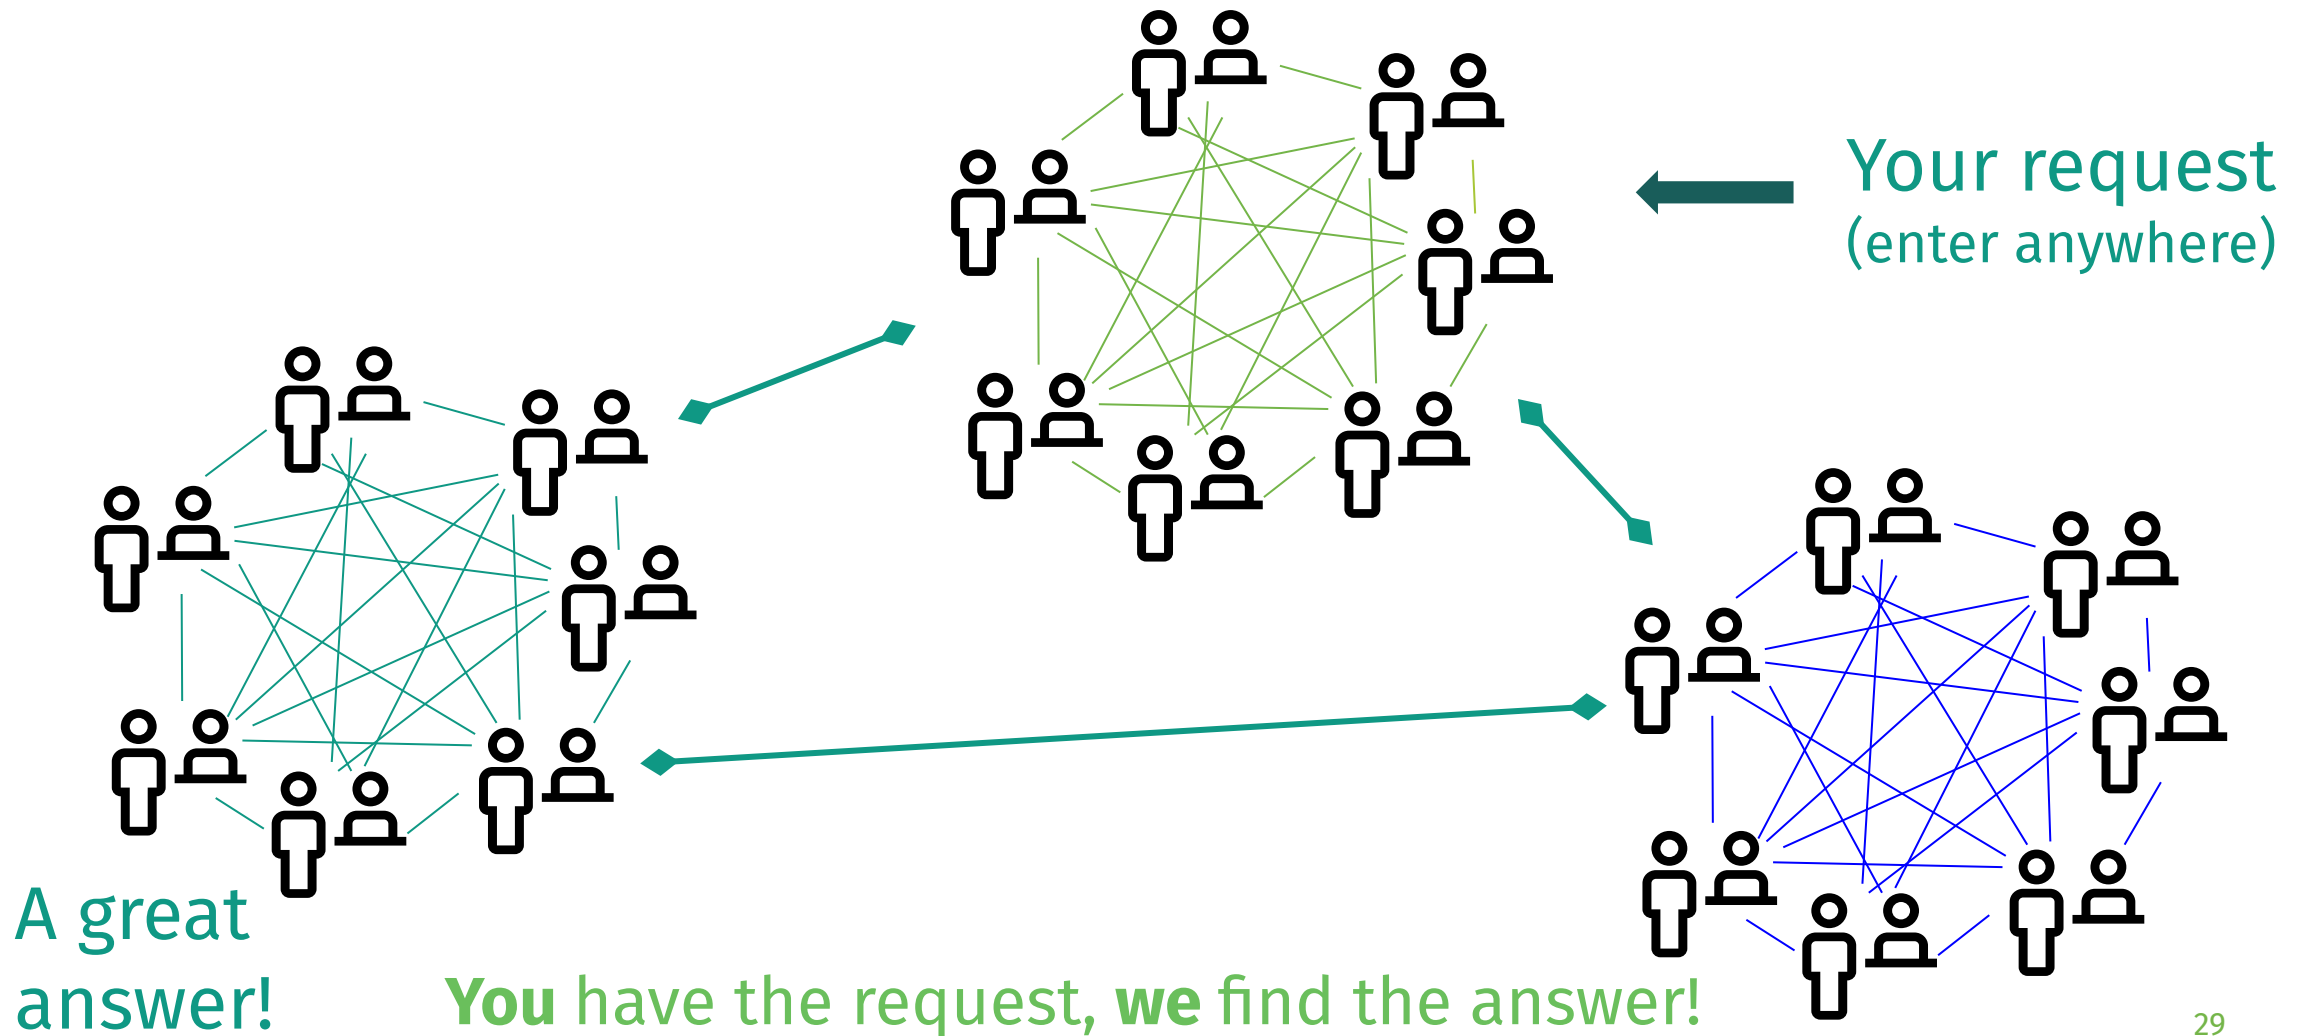 Your request
(enter anywhere)
A great
answer!
You have the request, we find the answer!
29